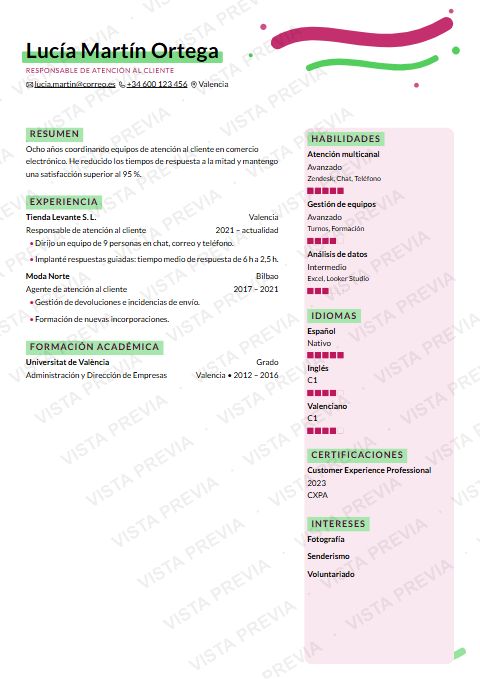 Lucía Martín Ortega
RESPONSABLE DE ATENCIÓN AL CLIENTE
lucia.martin@correo.es +34 600 123 456 Valencia
RESUMEN
Ocho años coordinando equipos de atención al cliente en comercio
electrónico. He reducido los tiempos de respuesta a la mitad y mantengo
una satisfacción superior al 95 %.
EXPERIENCIA
Tienda Levante S. L. Valencia
Responsable de atención al cliente 2021 – actualidad
• Dirijo un equipo de 9 personas en chat, correo y teléfono.
• Implanté respuestas guiadas: tiempo medio de respuesta de 6 h a 2,5 h.
Moda Norte Bilbao
Agente de atención al cliente 2017 – 2021
• Gestión de devoluciones e incidencias de envío.
• Formación de nuevas incorporaciones.
FORMACIÓN ACADÉMICA
Universitat de València Grado
Administración y Dirección de Empresas Valencia • 2012 – 2016
HABILIDADES
Atención multicanal
Avanzado
Zendesk, Chat, Teléfono
Gestión de equipos
Avanzado
Turnos, Formación
Análisis de datos
Intermedio
Excel, Looker Studio
IDIOMAS
Español
Nativo
Inglés
C1
Valenciano
C1
CERTIFICACIONES
Customer Experience Professional
2023
CXPA
INTERESES
Fotografía
Senderismo
Voluntariado
VISTA PREVIA · VISTA PREVIA · VISTA PREVIA